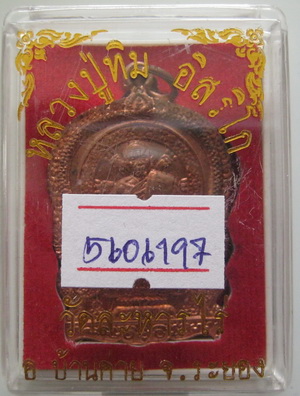 หลวงปู่ทิม อิสริโก
5606197
วัดละหารไร่
อ.บ้านค่าย จ.ระยอง